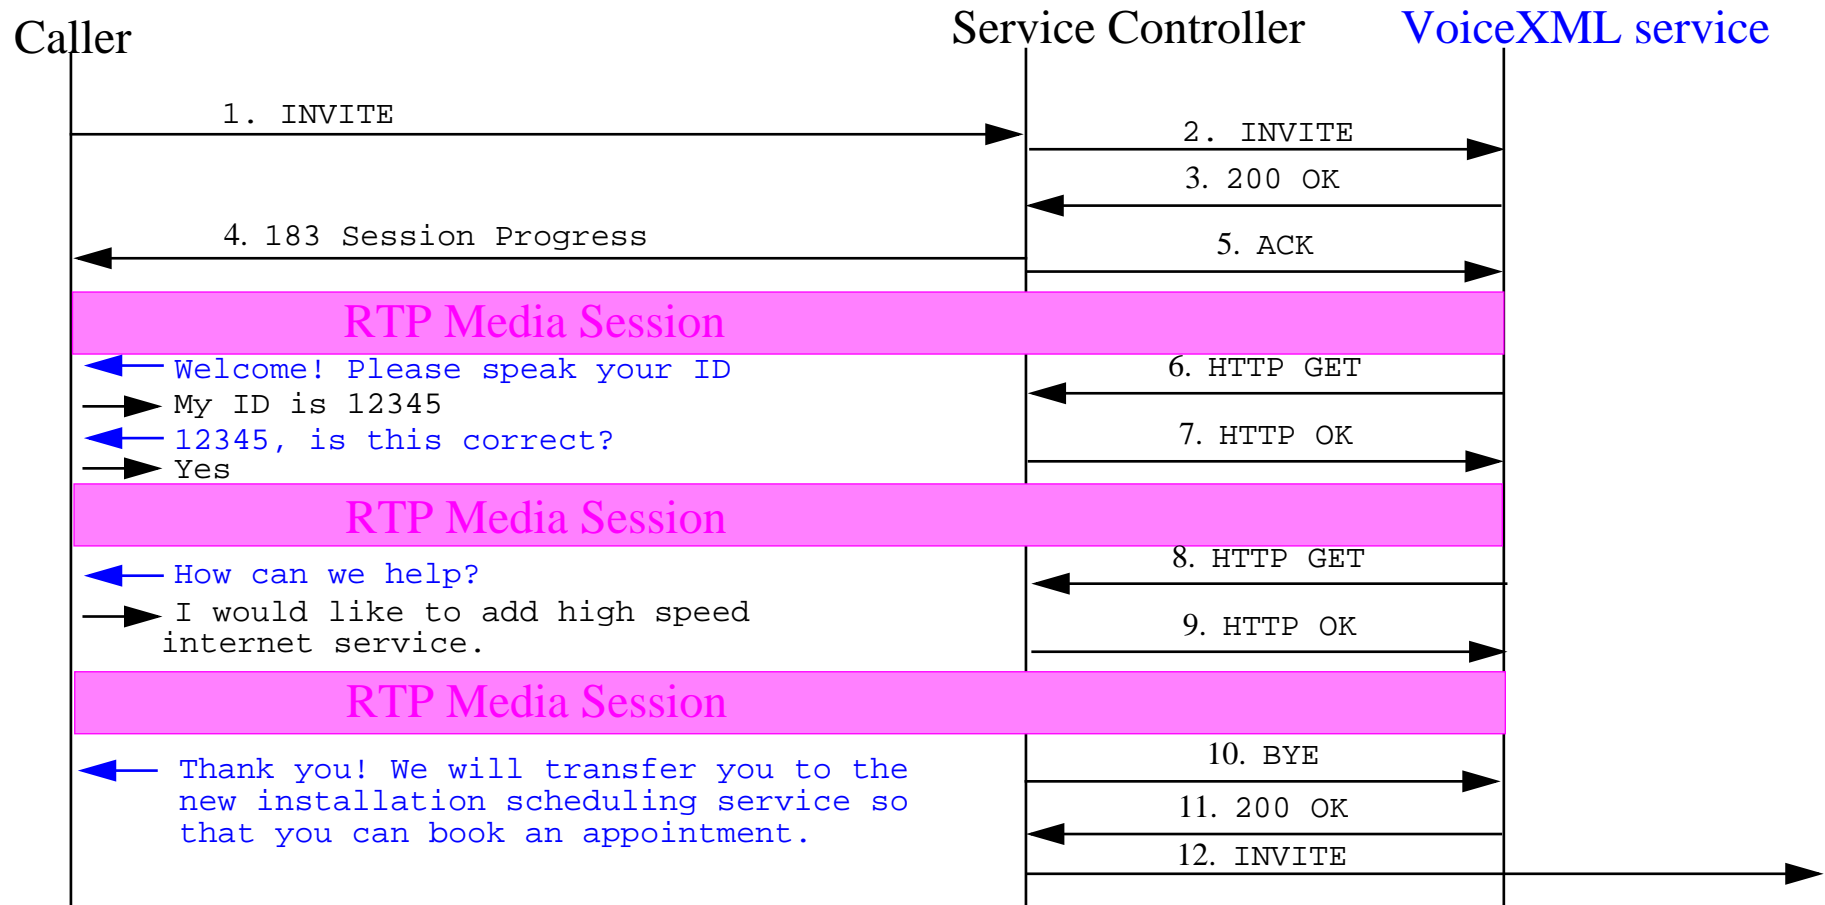 Caller
Service Controller
VoiceXML service
1. INVITE
2. INVITE
3. 200 OK
4. 183 Session Progress
5. ACK
RTP Media Session
Welcome! Please speak your ID
6. HTTP GET
My ID is 12345
12345, is this correct?
7. HTTP OK
Yes
RTP Media Session
8. HTTP GET
How can we help?
I would like to add high speed
internet service.
9. HTTP OK
RTP Media Session
10. BYE
Thank you! We will transfer you to the
new installation scheduling service so
that you can book an appointment.
11. 200 OK
12. INVITE